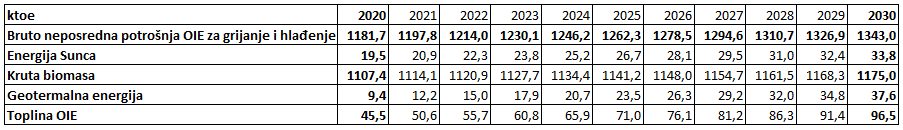 ktoe 2020 2021 2022 2023 2024 2025 2026 2027 2028 2029 2030
Bruto neposredna potrošnja OIE za grijanje i hlađenje 1181,7 1197,8 1214,0 1230,1 1246,2 1262,3 1278,5 1294,6 1310,7 1326,9 1343,0
Energija Sunca 19,5 20,9 22,3 23,8 25,2 26,7 28,1 29,5 31,0 32,4 33,8
Kruta biomasa 1107,4 1114,1 1120,9 1127,7 1134,4 1141,2 1148,0 1154,7 1161,5 1168,3 1175,0
Geotermalna energija 9,4 12,2 15,0 17,9 20,7 23,5 26,3 29,2 32,0 34,8 37,6
Toplina OIE 45,5 50,6 55,7 60,8 65,9 71,0 76,1 81,2 86,3 91,4 96,5